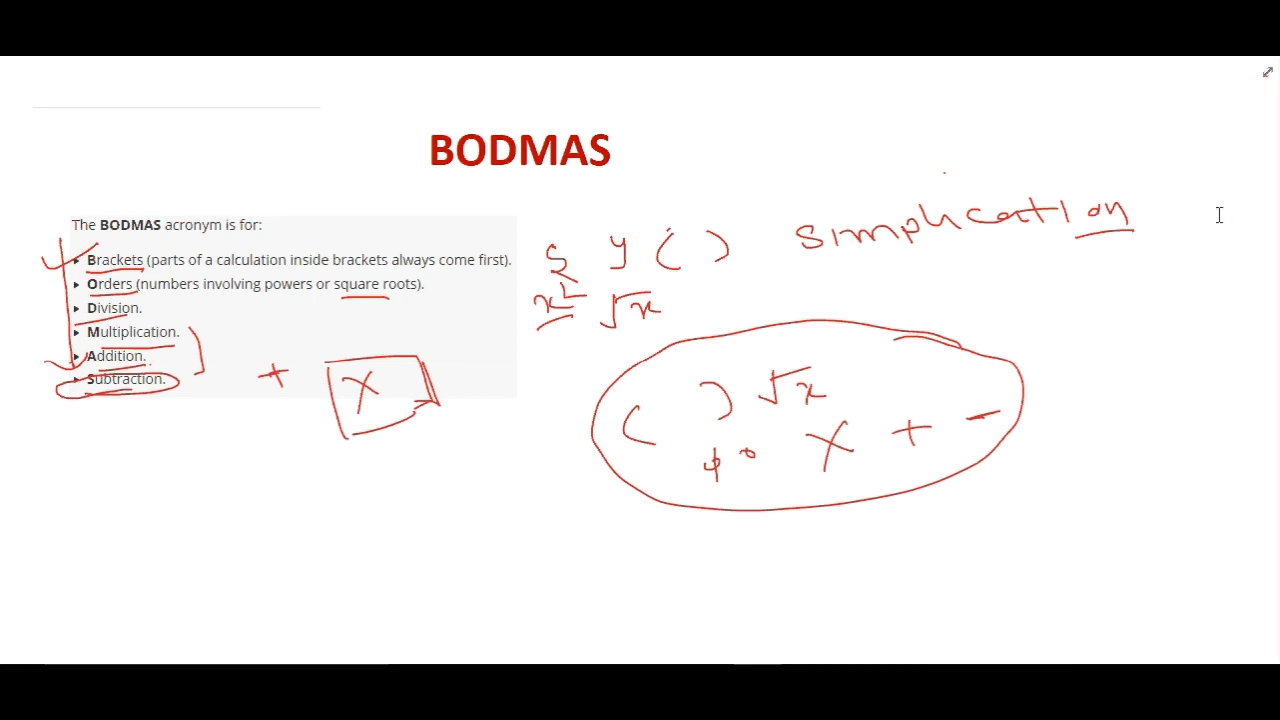 BODMAS
The BODMAS acronym is for:
Brackets (parts of a calculation inside brackets always come first).
Orders (numbers involving powers or square roots).
Division.
Multiplication.
Addition.
Subtraction.
( ) simplication
x² √x
+ X
( ) √x
X + -